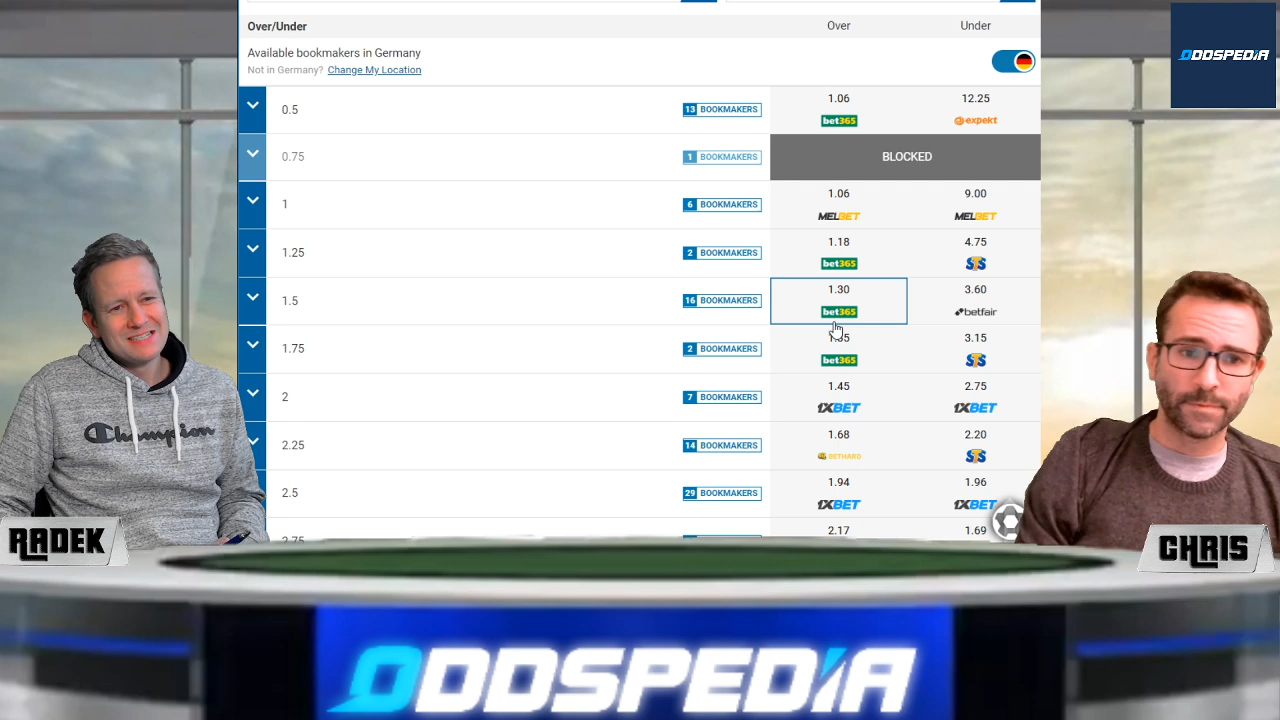 Over/Under Over Under
ODDSPEDIA
Available bookmakers in Germany
Not in Germany? Change My Location
0.5 13 BOOKMAKERS 1.06 12.25
bet365 expekt
0.75 1 BOOKMAKERS BLOCKED
1 6 BOOKMAKERS 1.06 9.00
MELBET MELBET
1.25 2 BOOKMAKERS 1.18 4.75
bet365 STS
1.5 16 BOOKMAKERS 1.30 3.60
bet365 betfair
1.75 2 BOOKMAKERS 3.15
bet365 STS
2 7 BOOKMAKERS 1.45 2.75
1XBET 1XBET
2.25 14 BOOKMAKERS 1.68 2.20
BETHARD STS
2.5 29 BOOKMAKERS 1.94 1.96
1XBET 1XBET
2.17 1.69
Champion
RADEK
CHRIS
ODDSPEDIA